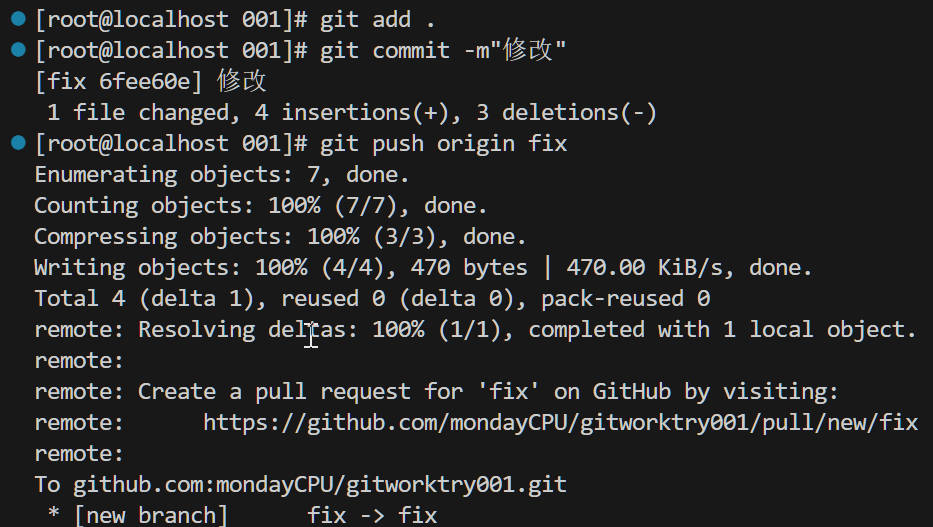 [root@localhost 001]# git add .
[root@localhost 001]# git commit -m"修改"
[fix 6fee60e] 修改
 1 file changed, 4 insertions(+), 3 deletions(-)
[root@localhost 001]# git push origin fix
Enumerating objects: 7, done.
Counting objects: 100% (7/7), done.
Compressing objects: 100% (3/3), done.
Writing objects: 100% (4/4), 470 bytes | 470.00 KiB/s, done.
Total 4 (delta 1), reused 0 (delta 0), pack-reused 0
remote: Resolving deltas: 100% (1/1), completed with 1 local object.
remote:
remote: Create a pull request for 'fix' on GitHub by visiting:
remote:      https://github.com/mondayCPU/gitworktry001/pull/new/fix
remote:
To github.com:mondayCPU/gitworktry001.git
 * [new branch]      fix -> fix